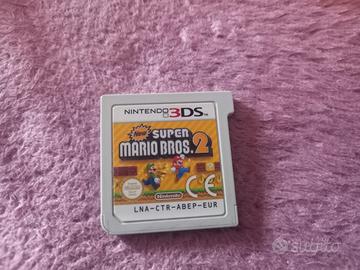 NINTENDO 3DS
New SUPER
MARIO BROS. 2
Nintendo
CE
LNA-CTR-ABEP-EUR
subito